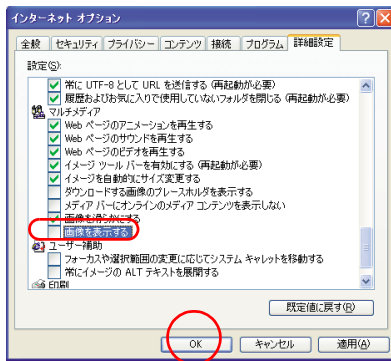 インターネット オプション
全般 セキュリティ プライバシー コンテンツ 接続 プログラム 詳細設定
設定(S):
常に UTF-8 として URL を送信する (再起動が必要)
履歴およびお気に入りで使用していないフォルダを閉じる (再起動が必要)
マルチメディア
Web ページのアニメーションを再生する
Web ページのサウンドを再生する
Web ページのビデオを再生する
イメージ ツール バーを有効にする (再起動が必要)
イメージを自動的にサイズ変更する
ダウンロードする画像のプレースホルダを表示する
メディア バーにオンラインのメディア コンテンツを表示しない
画像を滑らかにする
画像を表示する
ユーザー補助
フォーカスや選択範囲の変更に応じてシステム キャレットを移動する
常にイメージの ALT テキストを展開する
印刷
既定値に戻す(R)
OK キャンセル 適用(A)